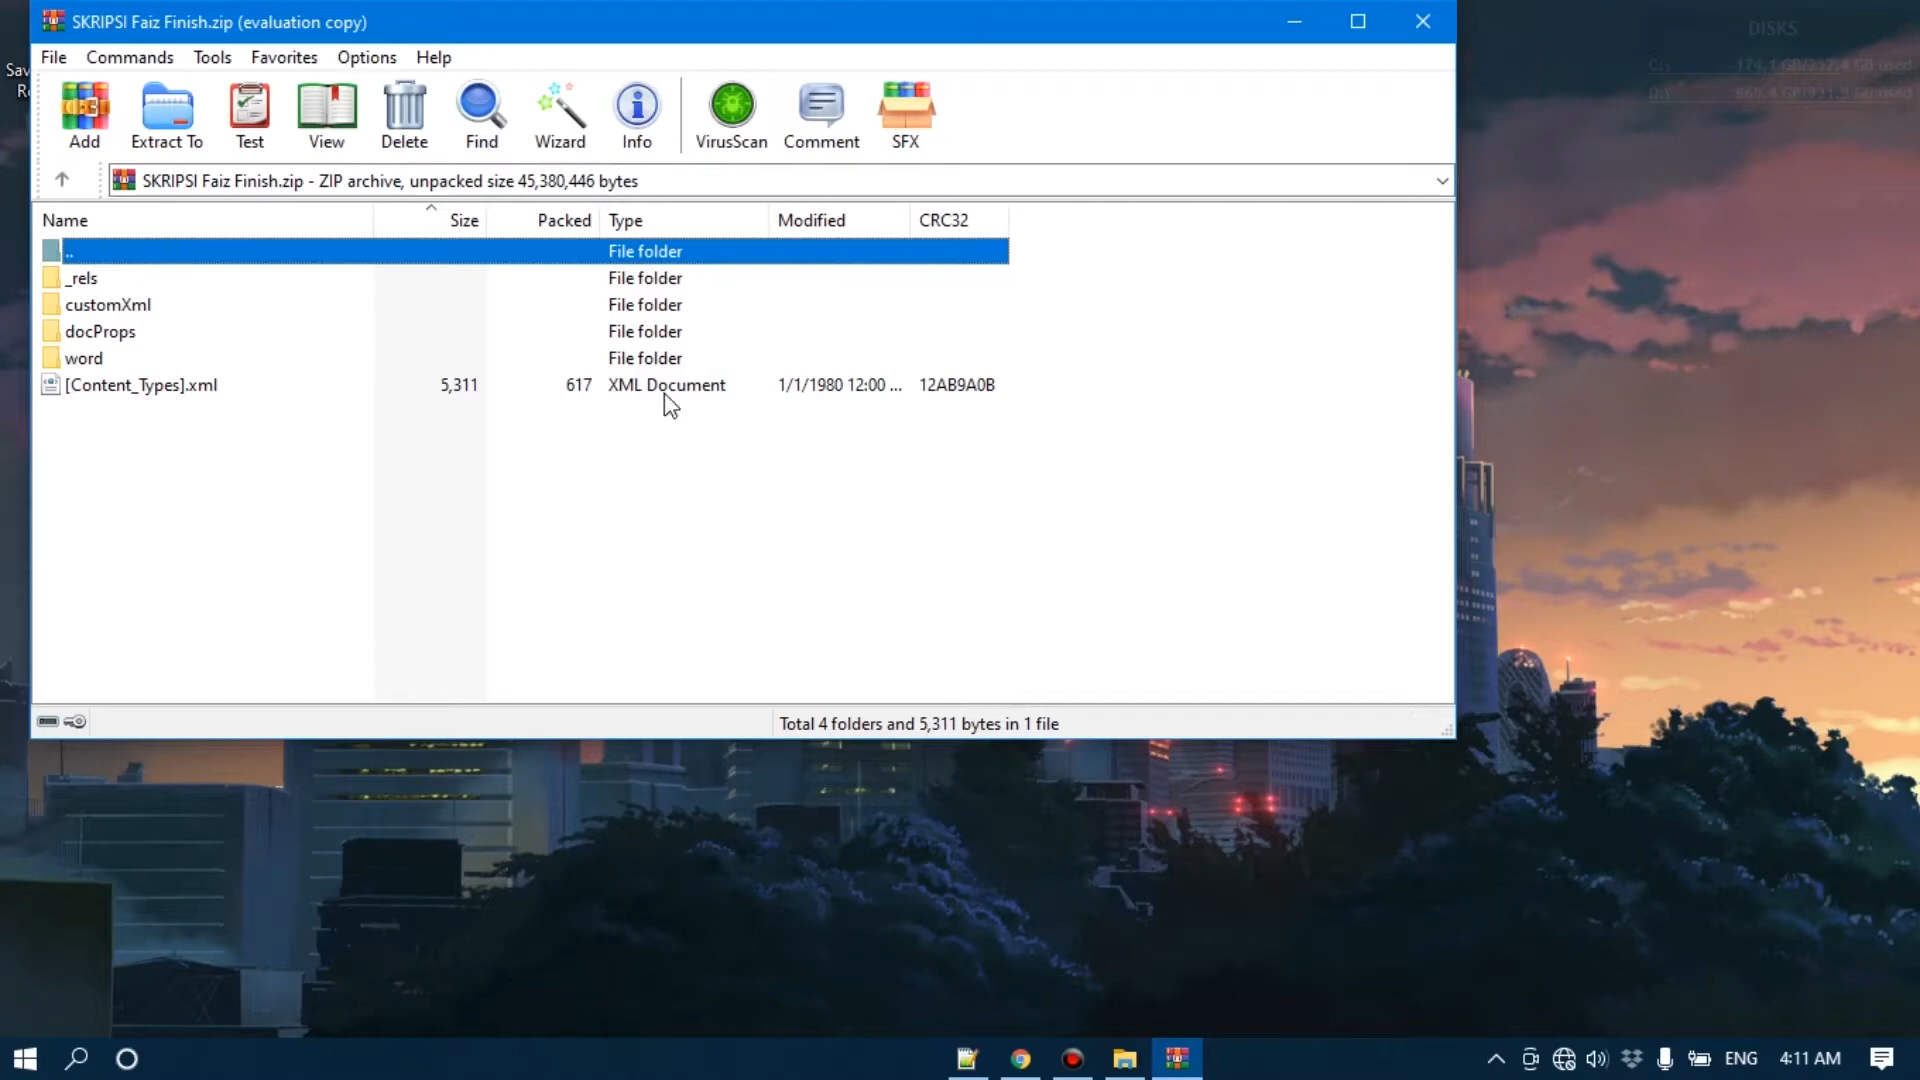 SKRIPSI Faiz Finish.zip (evaluation copy)
File Commands Tools Favorites Options Help
Add Extract To Test View Delete Find Wizard Info VirusScan Comment SFX
SKRIPSI Faiz Finish.zip - ZIP archive, unpacked size 45,380,446 bytes
Name Size Packed Type Modified CRC32
.. File folder
_rels File folder
customXml File folder
docProps File folder
word File folder
[Content_Types].xml 5,311 617 XML Document 1/1/1980 12:00 ... 12AB9A0B
Total 4 folders and 5,311 bytes in 1 file
DISKS
ENG 4:11 AM